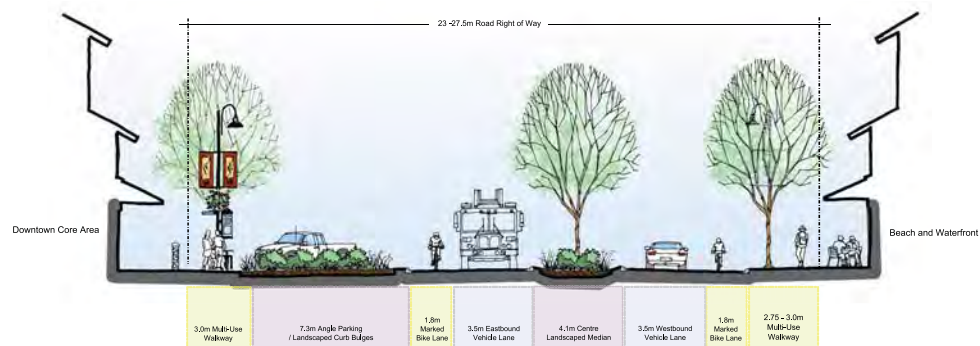 23 -27.5m Road Right of Way
Downtown Core Area
Beach and Waterfront
3.0m Multi-Use
Walkway
7.3m Angle Parking
/ Landscaped Curb Bulges
1.8m
Marked
Bike Lane
3.5m Eastbound
Vehicle Lane
4.1m Centre
Landscaped Median
3.5m Westbound
Vehicle Lane
1.8m
Marked
Bike Lane
2.75 - 3.0m
Multi-Use
Walkway